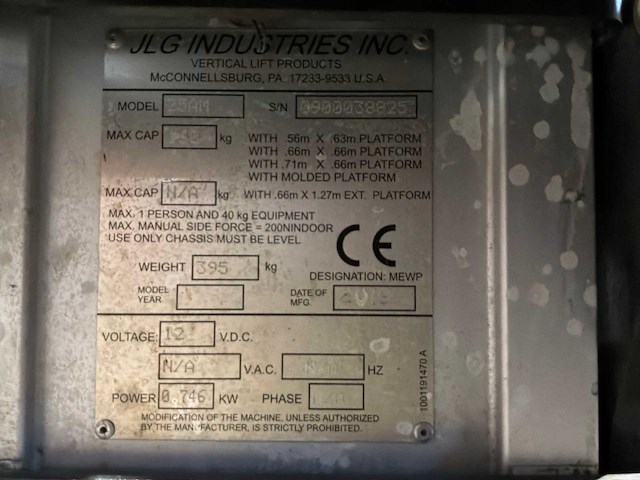 JLG INDUSTRIES INC.
VERTICAL LIFT PRODUCTS
McCONNELLSBURG, PA. 17233-9533 U.S.A.
MODEL 25AM S/N 0900038825
MAX CAP kg WITH .56m X .63m PLATFORM
WITH .66m X .66m PLATFORM
WITH .71m X .66m PLATFORM
WITH MOLDED PLATFORM
MAX.CAP N/A kg WITH .66m X 1.27m EXT. PLATFORM
MAX. 1 PERSON AND 40 kg EQUIPMENT
MAX. MANUAL SIDE FORCE = 200NINDOOR
USE ONLY CHASSIS MUST BE LEVEL
CE
WEIGHT 395 kg
DESIGNATION: MEWP
MODEL YEAR
DATE OF MFG.
VOLTAGE 12 V.D.C.
N/A V.A.C. HZ
POWER 0.746 KW PHASE
MODIFICATION OF THE MACHINE, UNLESS AUTHORIZED
BY THE MANUFACTURER, IS STRICTLY PROHIBITED.
1001191470 A